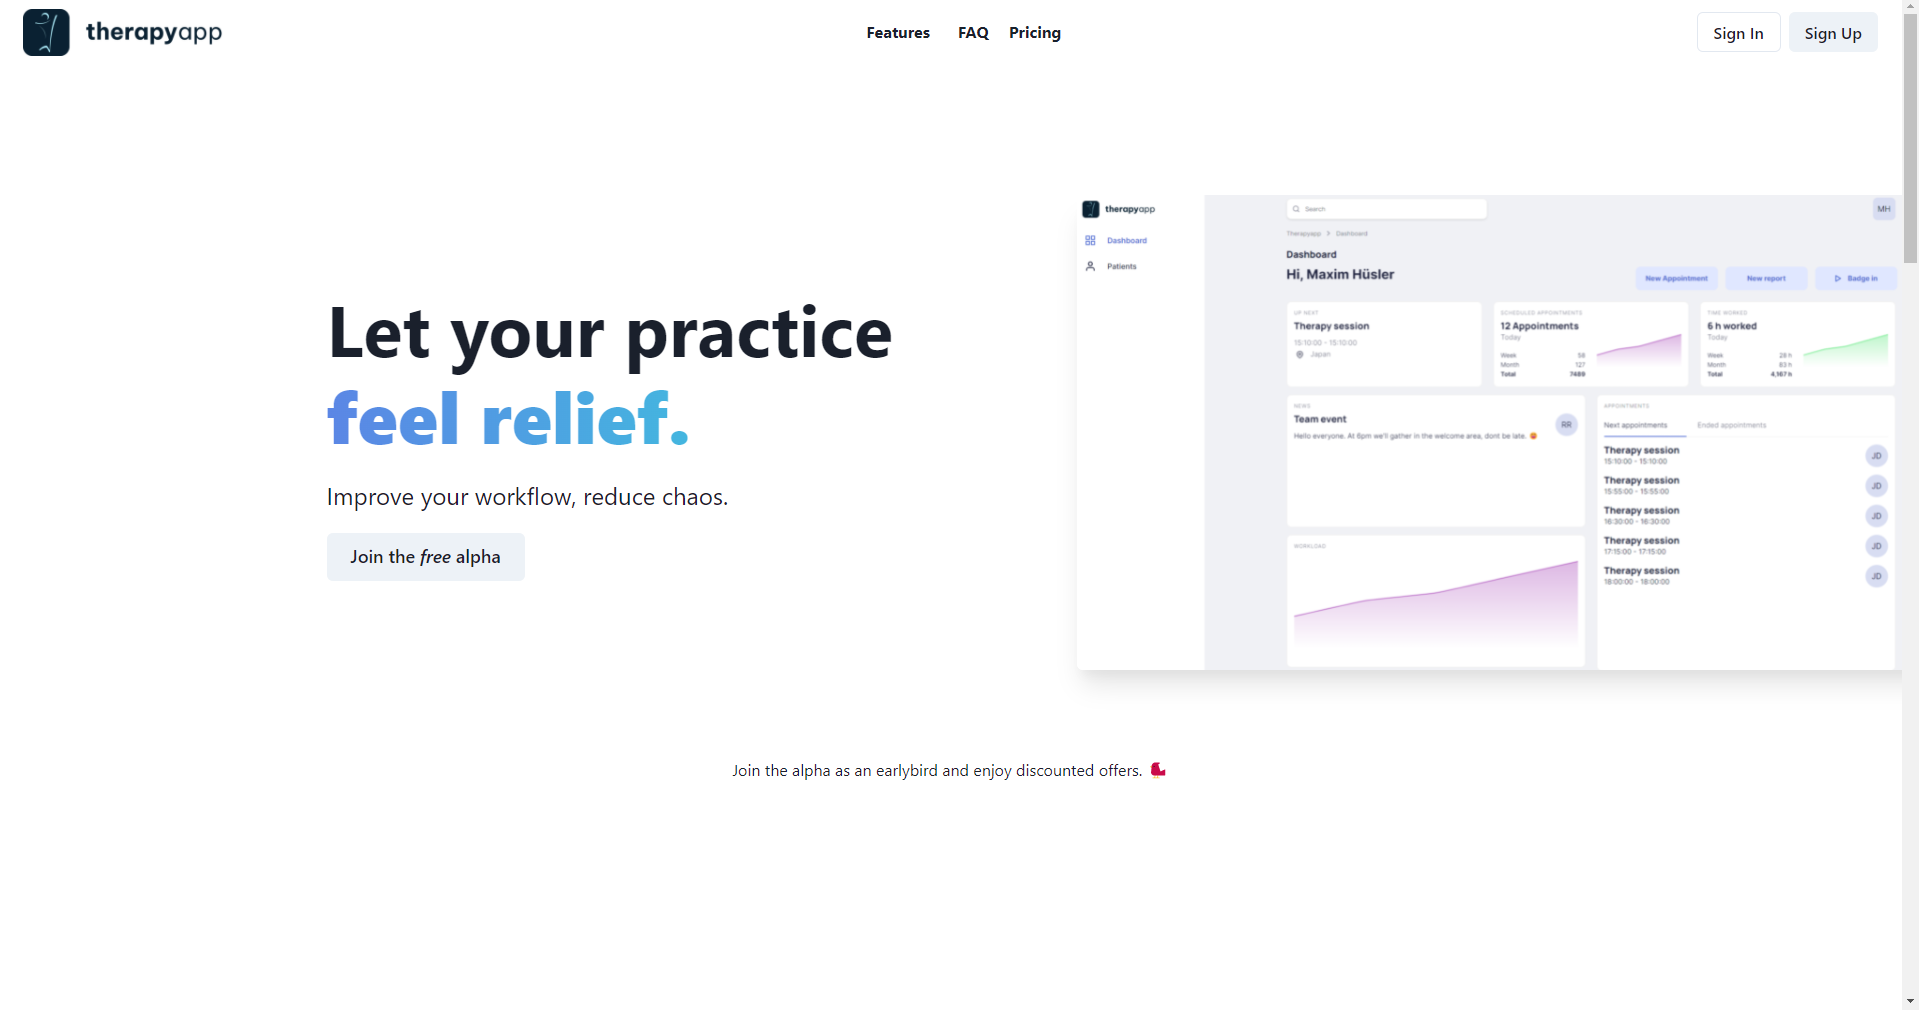 therapyapp
Features FAQ Pricing
Sign In Sign Up
Let your practice
feel relief.
Improve your workflow, reduce chaos.
Join the free alpha
therapyapp
Dashboard
Patients
Search
MH
Therapyapp > Dashboard
Dashboard
Hi, Maxim Hüsler
New Appointment New report Badge in
UP NEXT
Therapy session
15:10:00 - 15:10:00
Japan
SCHEDULED APPOINTMENTS
12 Appointments
Today
Week 58
Month 127
Total 7489
TIME WORKED
6 h worked
Today
Week 28 h
Month 83 h
Total 4,167 h
NEWS
Team event
Hello everyone. At 6pm we'll gather in the welcome area, dont be late.
RR
WORKLOAD
APPOINTMENTS
Next appointments Ended appointments
Therapy session
15:10:00 - 15:10:00
JD
Therapy session
15:55:00 - 15:55:00
JD
Therapy session
16:30:00 - 16:30:00
JD
Therapy session
17:15:00 - 17:15:00
JD
Therapy session
18:00:00 - 18:00:00
JD
Join the alpha as an earlybird and enjoy discounted offers.